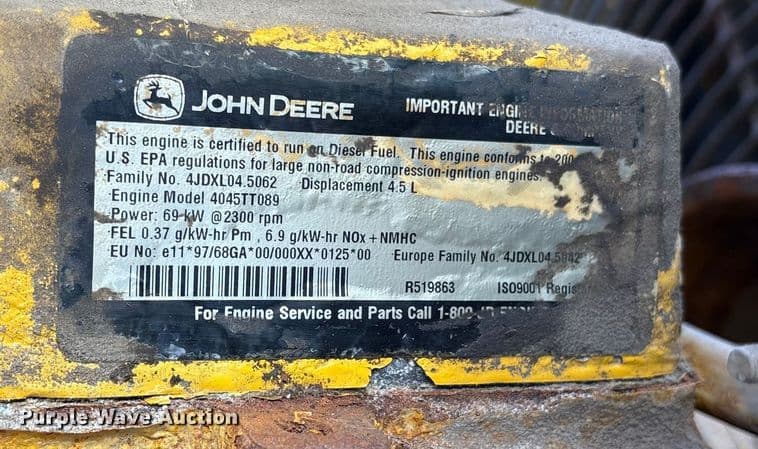 JOHN DEERE
IMPORTANT ENGINE INFORMATION
DEERE
This engine is certified to run on Diesel Fuel. This engine conforms to 200
U.S. EPA regulations for large non-road compression-ignition engines.
Family No. 4JDXL04.5062 Displacement 4.5 L
Engine Model 4045TT089
Power: 69 kW @2300 rpm
FEL 0.37 g/kW-hr Pm , 6.9 g/kW-hr NOx + NMHC
EU No: e11*97/68GA*00/000XX*0125*00 Europe Family No.
R519863 ISO9001
For Engine Service and Parts Call
Purple Wave Auction